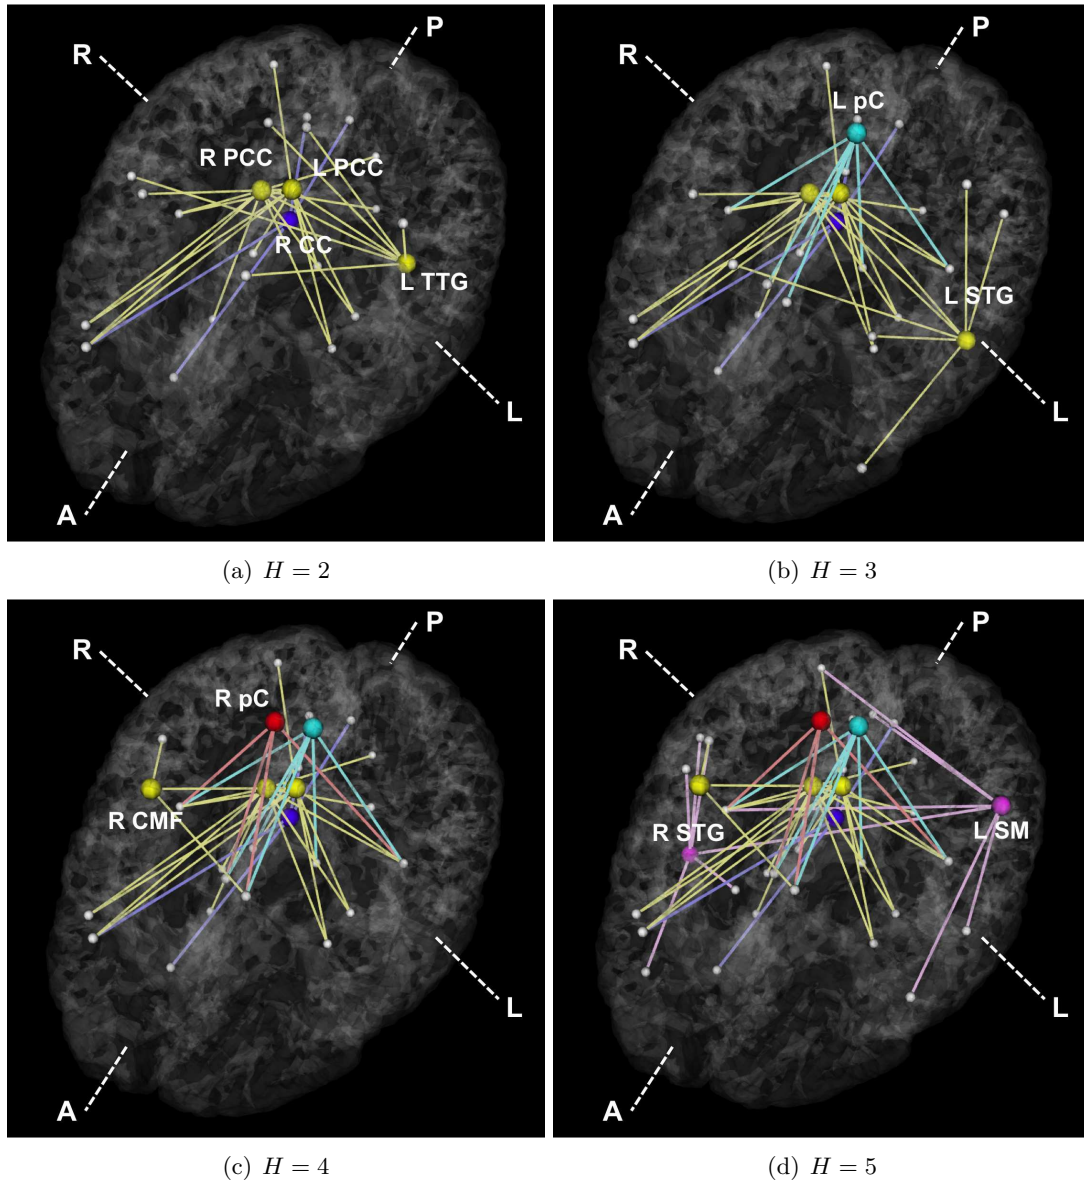 R P
R PCC L PCC
R CC
L TTG
L
A
(a) H = 2
R P
L pC
L STG
L
A
(b) H = 3
R P
R pC
R CMF
L
A
(c) H = 4
R P
R STG L SM
L
A
(d) H = 5